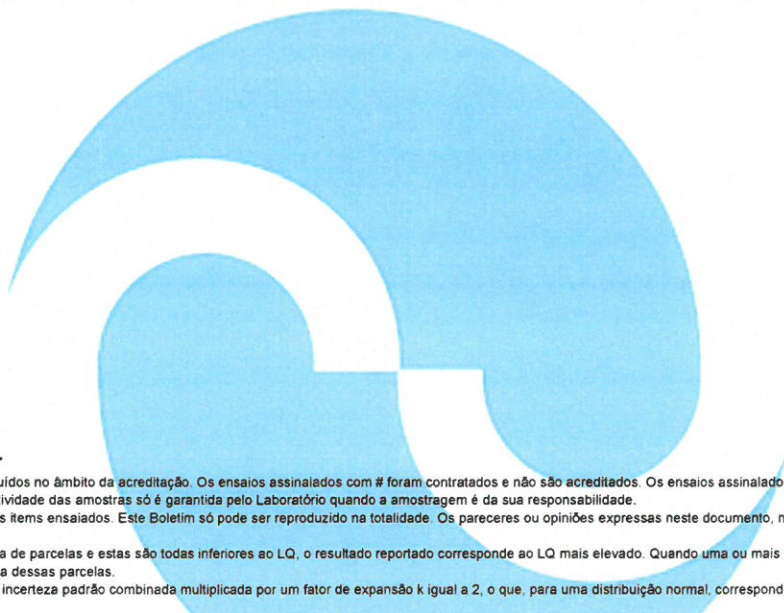 uídos no âmbito da acreditação. Os ensaios assinalados com # foram contratados e não são acreditados. Os ensaios assinalado
tividade das amostras só é garantida pelo Laboratório quando a amostragem é da sua responsabilidade.
s items ensaiados. Este Boletim só pode ser reproduzido na totalidade. Os pareceres ou opiniões expressas neste documento, n
a de parcelas e estas são todas inferiores ao LQ, o resultado reportado corresponde ao LQ mais elevado. Quando uma ou mais
a dessas parcelas.
incerteza padrão combinada multiplicada por um fator de expansão k igual a 2, o que, para uma distribuição normal, correspond